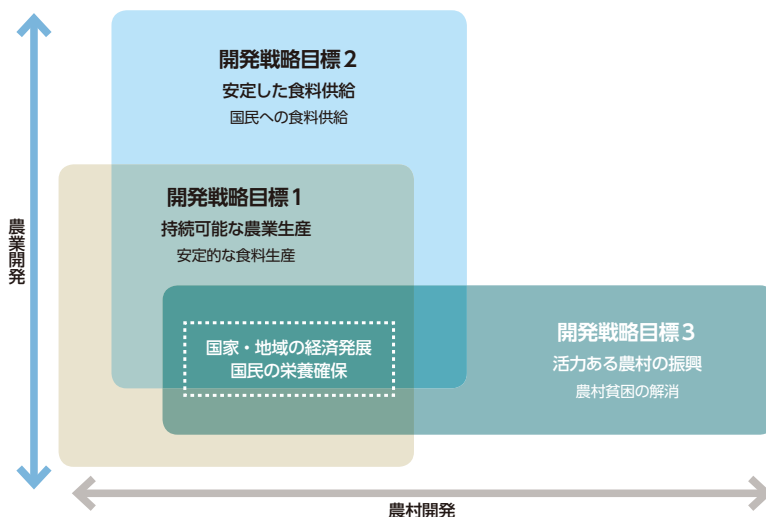 開発戦略目標2
安定した食料供給
国民への食料供給
開発戦略目標1
持続可能な農業生産
安定的な食料生産
農業開発
国家・地域の経済発展
国民の栄養確保
開発戦略目標3
活力ある農村の振興
農村貧困の解消
農村開発